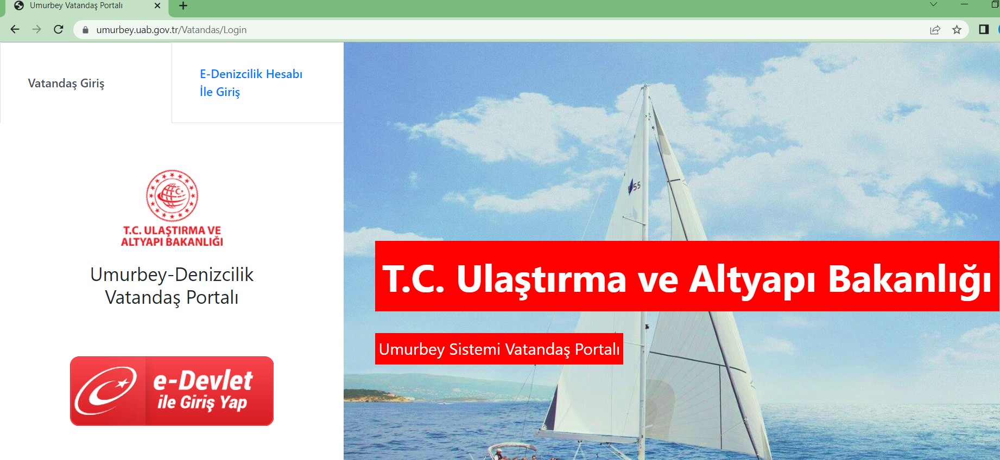 Umurbey Vatandaş Portalı
umurbey.uab.gov.tr/Vatandas/Login
Vatandaş Giriş
E-Denizcilik Hesabı
İle Giriş
T.C. ULAŞTIRMA VE
ALTYAPI BAKANLIĞI
Umurbey-Denizcilik
Vatandaş Portalı
e-Devlet
ile Giriş Yap
55
T.C. Ulaştırma ve Altyapı Bakanlığı
Umurbey Sistemi Vatandaş Portalı